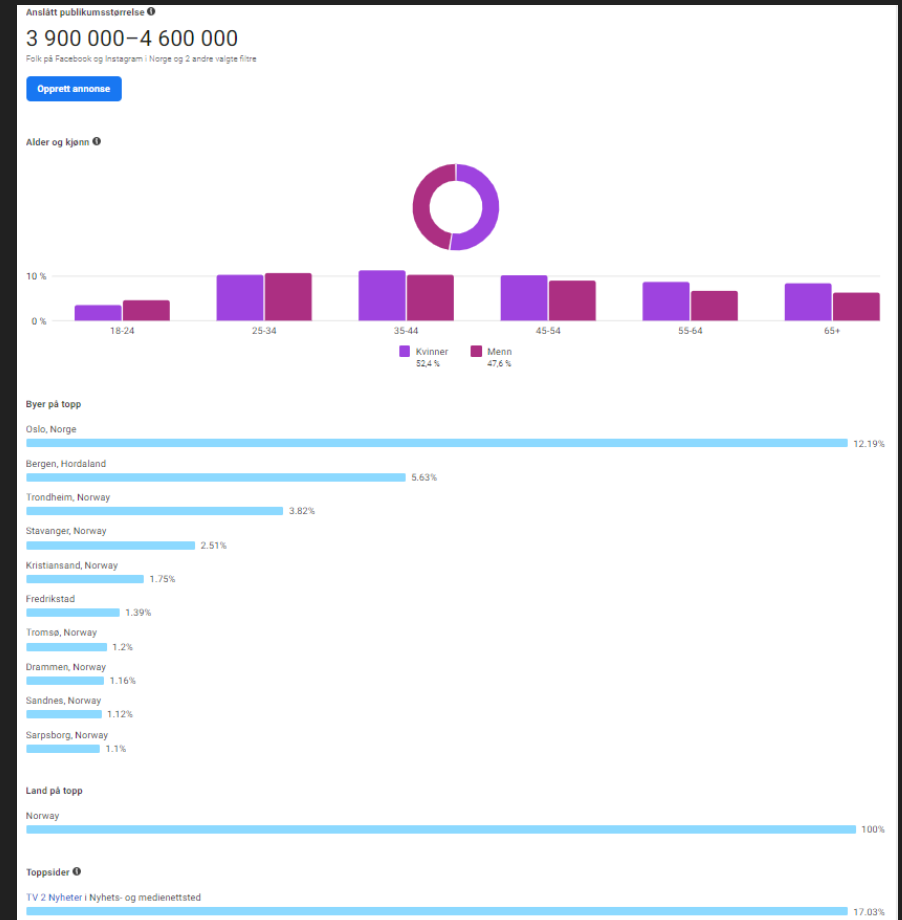 Anslått publikumsstørrelse
3 900 000–4 600 000
Folk på Facebook og Instagram i Norge og 2 andre valgte filtre
Opprett annonse
Alder og kjønn
10 %
0 %
18-24
25-34
35-44
45-54
55-64
65+
Kvinner
52,4 %
Menn
47,6 %
Byer på topp
Oslo, Norge
12.19%
Bergen, Hordaland
5.63%
Trondheim, Norway
3.82%
Stavanger, Norway
2.51%
Kristiansand, Norway
1.75%
Fredrikstad
1.39%
Tromsø, Norway
1.2%
Drammen, Norway
1.16%
Sandnes, Norway
1.12%
Sarpsborg, Norway
1.1%
Land på topp
Norway
100%
Toppsider
TV 2 Nyheter i Nyhets- og medienettsted
17.03%